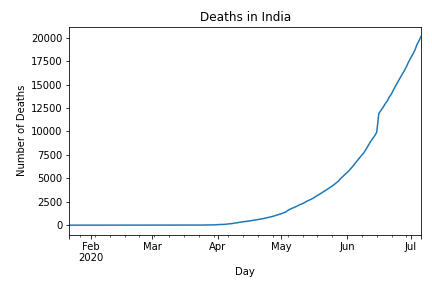 Deaths in India
Number of Deaths
20000
17500
15000
12500
10000
7500
5000
2500
0
Feb
2020
Mar
Apr
May
Jun
Jul
Day